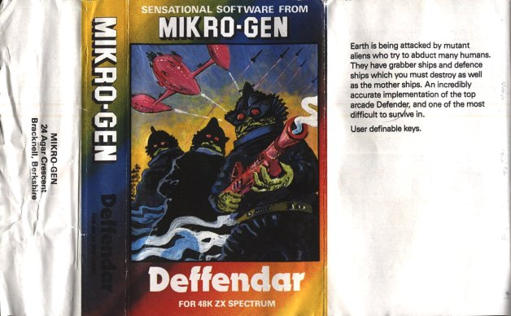 MIKRO-GEN
24 Agar Crescent
Bracknell, Berkshire
MIKRO-GEN
Deffendar
SENSATIONAL SOFTWARE FROM
MIKRO-GEN
Deffendar
FOR 48K ZX SPECTRUM
Earth is being attacked by mutant
aliens who try to abduct many humans.
They have grabber ships and defence
ships which you must destroy as well
as the mother ships. An incredibly
accurate implementation of the top
arcade Defender, and one of the most
difficult to survive in.
User definable keys.